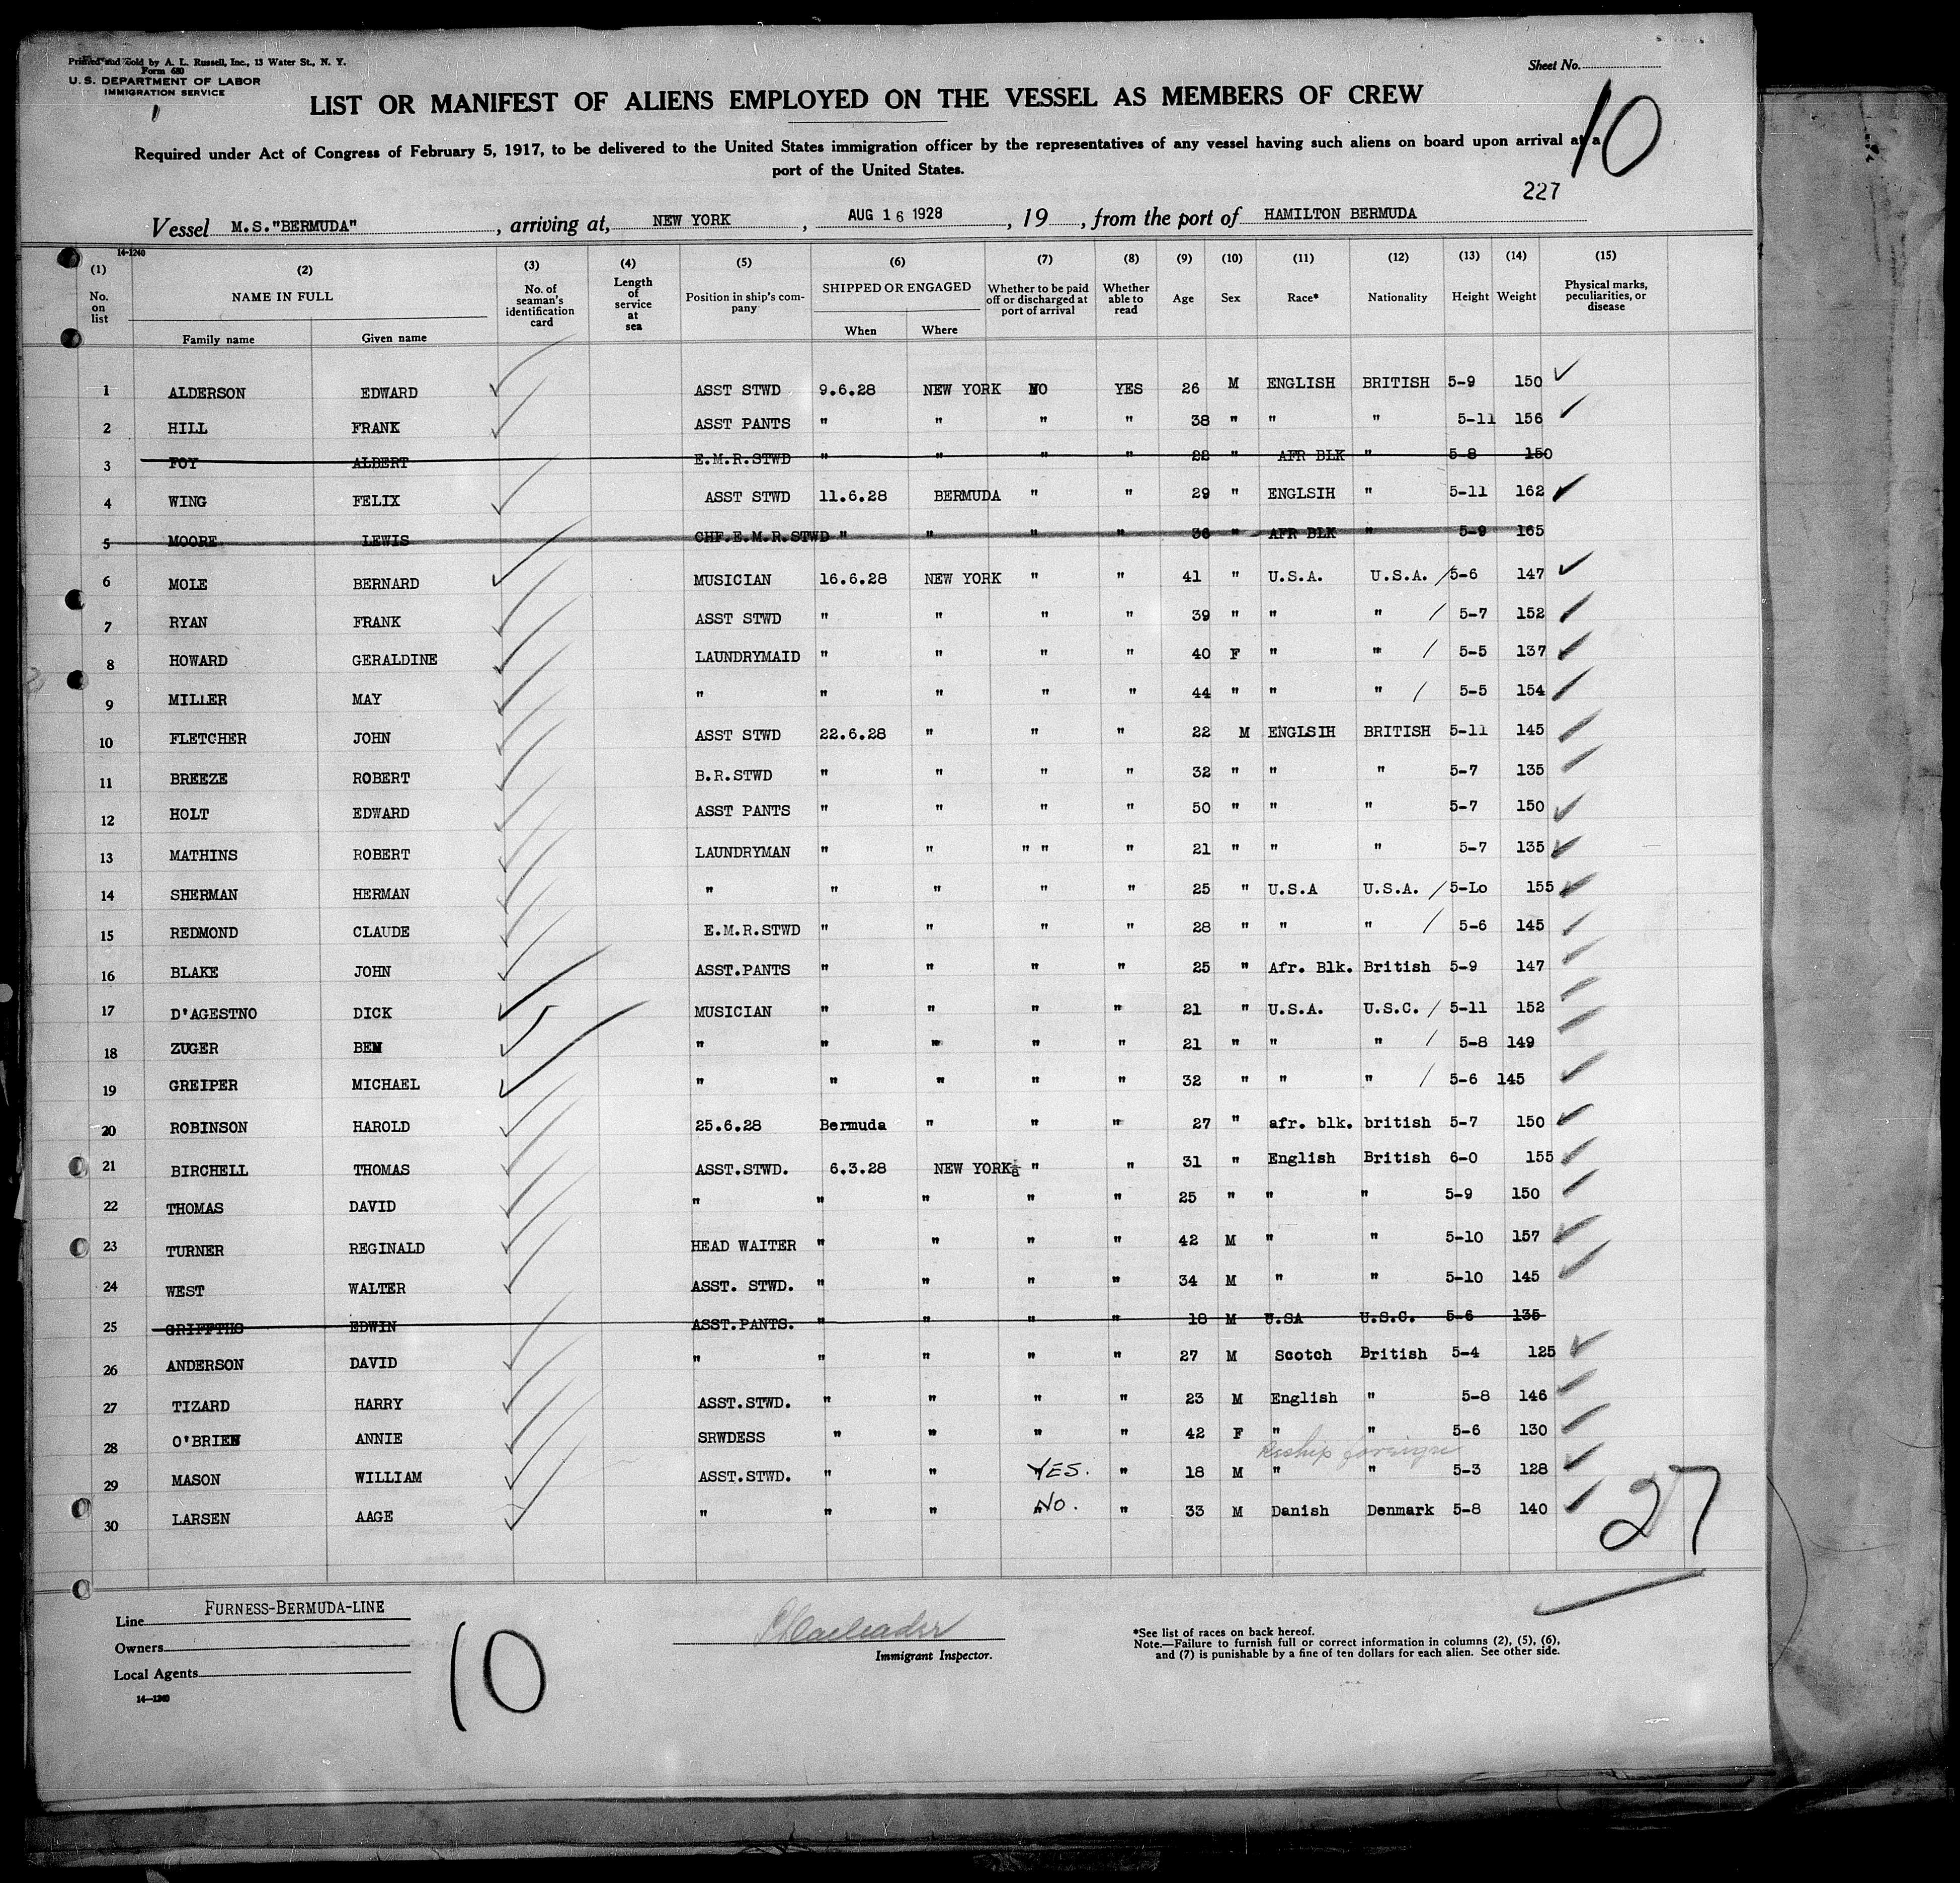 Printed and Sold by A. L. Russell, Inc., 13 Water St., N. Y.
Form 680
U. S. DEPARTMENT OF LABOR
IMMIGRATION SERVICE
Sheet No.
10
LIST OR MANIFEST OF ALIENS EMPLOYED ON THE VESSEL AS MEMBERS OF CREW
Required under Act of Congress of February 5, 1917, to be delivered to the United States immigration officer by the representatives of any vessel having such aliens on board upon arrival at a
port of the United States.
227
Vessel M.S."BERMUDA", arriving at, NEW YORK, AUG 16 1928, 19, from the port of HAMILTON BERMUDA
14-1240
(1) (2) (3) (4) (5) (6) (7) (8) (9) (10) (11) (12) (13) (14) (15)
No. on list NAME IN FULL Family name Given name No. of seaman's identification card Length of service at sea Position in ship's company SHIPPED OR ENGAGED When Where Whether to be paid off or discharged at port of arrival Whether able to read Age Sex Race* Nationality Height Weight Physical marks, peculiarities, or disease
1 ALDERSON EDWARD ASST STWD 9.6.28 NEW YORK NO YES 26 M ENGLISH BRITISH 5-9 150
2 HILL FRANK ASST PANTS " " " " 38 " " " 5-11 156
3 FOY ALBERT E.M.R.STWD " " " " 28 " AFR BLK " 5-8 150
4 WING FELIX ASST STWD 11.6.28 BERMUDA " " 29 " ENGLSIH " 5-11 162
5 MOORE LEWIS CHF.E.M.R.STWD " " " " 36 " AFR BLK " 5-9 165
6 MOLE BERNARD MUSICIAN 16.6.28 NEW YORK " " 41 " U.S.A. U.S.A. / 5-6 147
7 RYAN FRANK ASST STWD " " " " 39 " " " / 5-7 152
8 HOWARD GERALDINE LAUNDRYMAID " " " " 40 F " " / 5-5 137
9 MILLER MAY " " " " " 44 " " " / 5-5 154
10 FLETCHER JOHN ASST STWD 22.6.28 " " " 22 M ENGLSIH BRITISH 5-11 145
11 BREEZE ROBERT B.R.STWD " " " " 32 " " " 5-7 135
12 HOLT EDWARD ASST PANTS " " " " 50 " " " 5-7 150
13 MATHINS ROBERT LAUNDRYMAN " " " " " 21 " " " 5-7 135
14 SHERMAN HERMAN " " " " " 25 " U.S.A U.S.A. / 5-Lo 155
15 REDMOND CLAUDE E.M.R.STWD " " " " 28 " " " / 5-6 145
16 BLAKE JOHN ASST.PANTS " " " " 25 " Afr. Blk. British 5-9 147
17 D'AGESTNO DICK MUSICIAN " " " " 21 " U.S.A. U.S.C. / 5-11 152
18 ZUGER BEN " " " " " 21 " " " / 5-8 149
19 GREIPER MICHAEL " " " " " 32 " " " / 5-6 145
20 ROBINSON HAROLD 25.6.28 Bermuda " " " 27 " afr. blk. british 5-7 150
21 BIRCHELL THOMAS ASST.STWD. 6.3.28 NEW YORK " " 31 " English British 6-0 155
22 THOMAS DAVID " " " " " 25 " " " 5-9 150
23 TURNER REGINALD HEAD WAITER " " " " 42 M " " 5-10 157
24 WEST WALTER ASST. STWD. " " " " 34 M " " 5-10 145
25 GRIFFTHS EDWIN ASST.PANTS. " " " " 18 M U.SA U.S.C. 5-6 135
26 ANDERSON DAVID " " " " " 27 M Scotch British 5-4 125
27 TIZARD HARRY ASST.STWD. " " " " 23 M English " 5-8 146
28 O'BRIEN ANNIE SRWDESS " " " " 42 F " " 5-6 130
Reship foreign
29 MASON WILLIAM ASST.STWD. " " YES. " 18 M " " 5-3 128
30 LARSEN AAGE " " " NO. " 33 M Danish Denmark 5-8 140
27
Line FURNESS-BERMUDA-LINE
Owners
Local Agents
14-1240
10
Immigrant Inspector.
*See list of races on back hereof.
Note.—Failure to furnish full or correct information in columns (2), (5), (6),
and (7) is punishable by a fine of ten dollars for each alien. See other side.